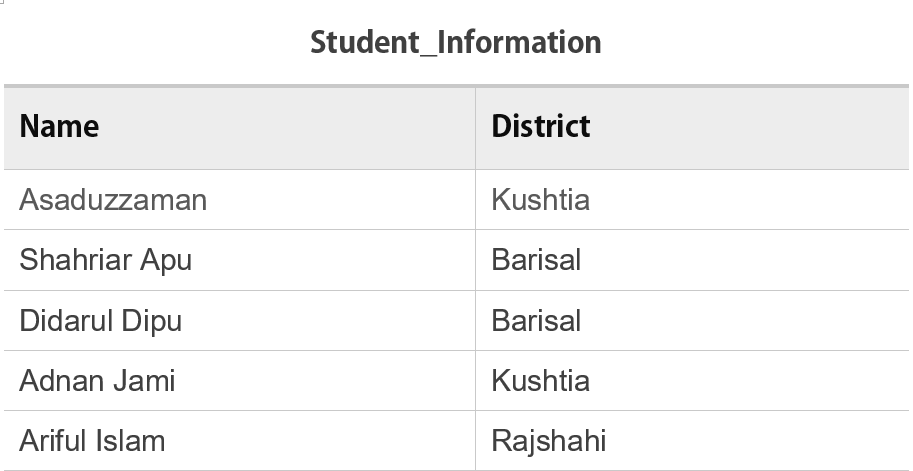 Student_Information
Name District
Asaduzzaman Kushtia
Shahriar Apu Barisal
Didarul Dipu Barisal
Adnan Jami Kushtia
Ariful Islam Rajshahi